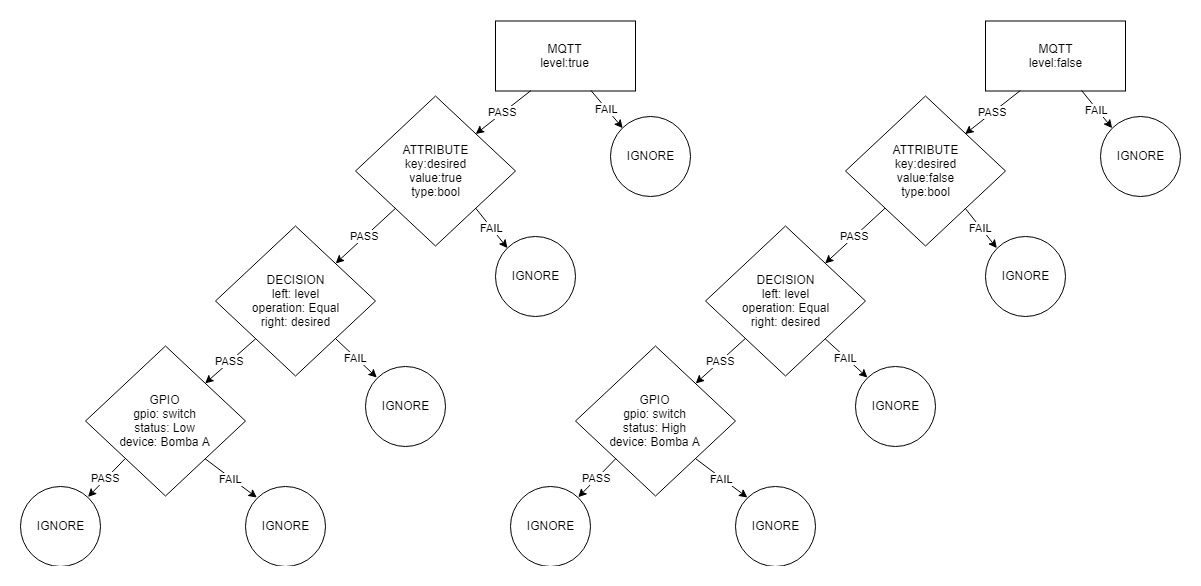 MQTT
level:true
PASS
FAIL
ATTRIBUTE
key:desired
value:true
type:bool
IGNORE
PASS
FAIL
DECISION
left: level
operation: Equal
right: desired
IGNORE
PASS
FAIL
GPIO
gpio: switch
status: Low
device: Bomba A
IGNORE
PASS
FAIL
IGNORE
IGNORE
MQTT
level:false
PASS
FAIL
ATTRIBUTE
key:desired
value:false
type:bool
IGNORE
PASS
FAIL
DECISION
left: level
operation: Equal
right: desired
IGNORE
PASS
FAIL
GPIO
gpio: switch
status: High
device: Bomba A
IGNORE
PASS
FAIL
IGNORE
IGNORE